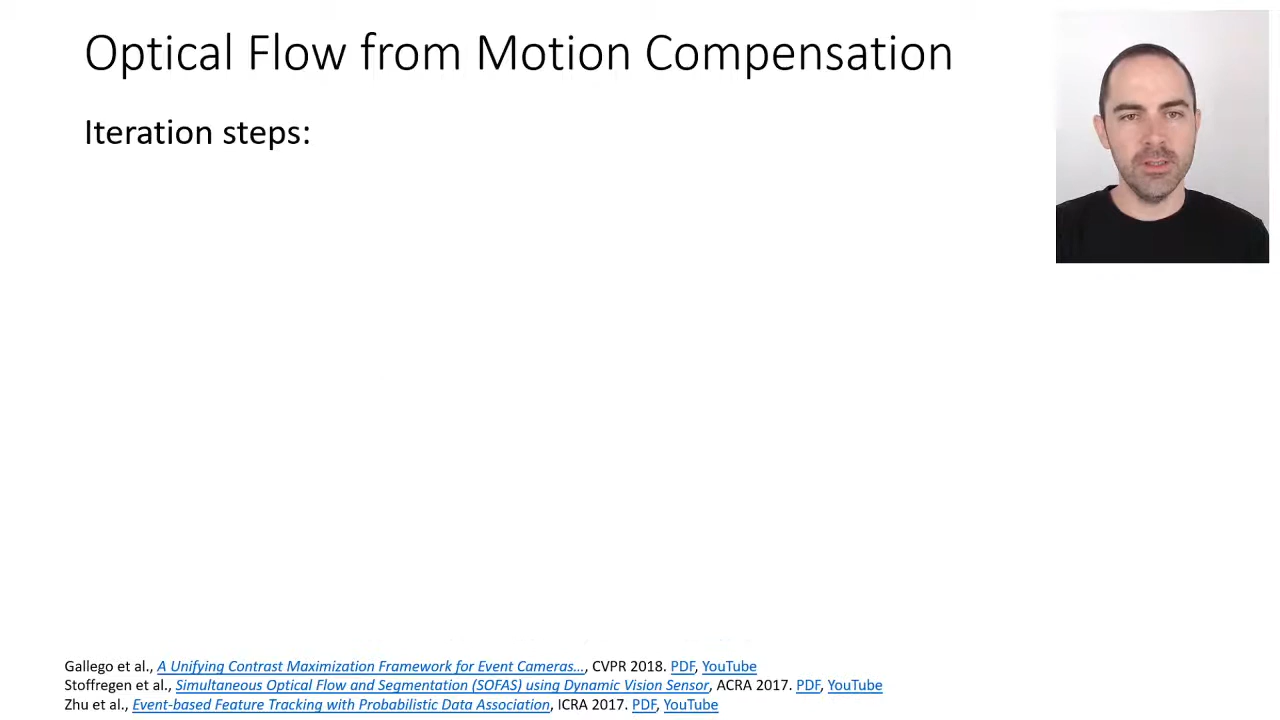 Optical Flow from Motion Compensation
Iteration steps:
Gallego et al., A Unifying Contrast Maximization Framework for Event Cameras…, CVPR 2018. PDF, YouTube
Stoffregen et al., Simultaneous Optical Flow and Segmentation (SOFAS) using Dynamic Vision Sensor, ACRA 2017. PDF, YouTube
Zhu et al., Event-based Feature Tracking with Probabilistic Data Association, ICRA 2017. PDF, YouTube